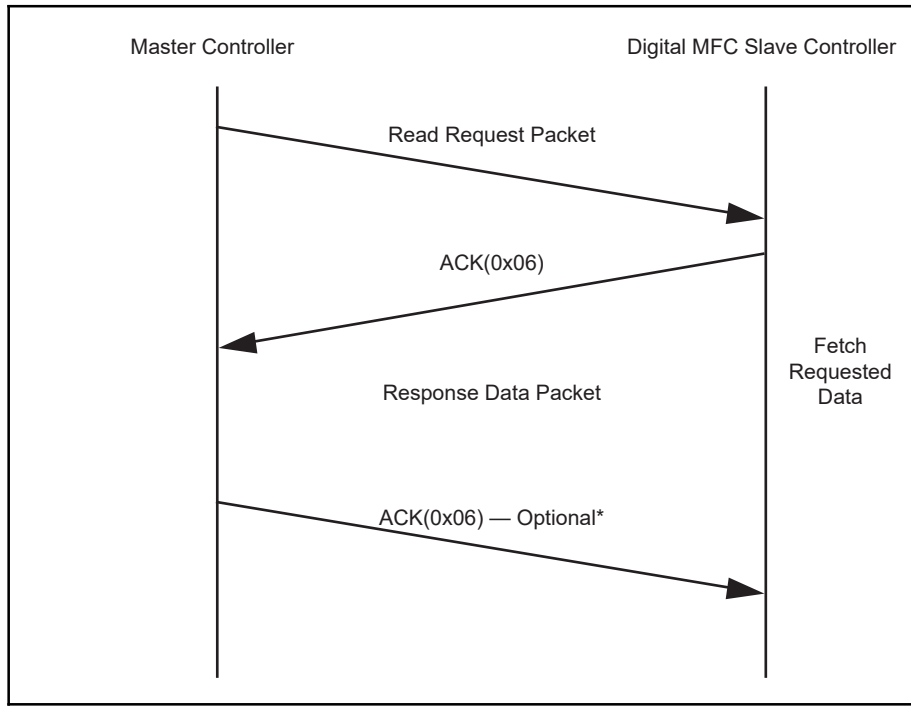 Master Controller
Digital MFC Slave Controller
Read Request Packet
ACK(0x06)
Fetch
Requested
Data
Response Data Packet
ACK(0x06) — Optional*